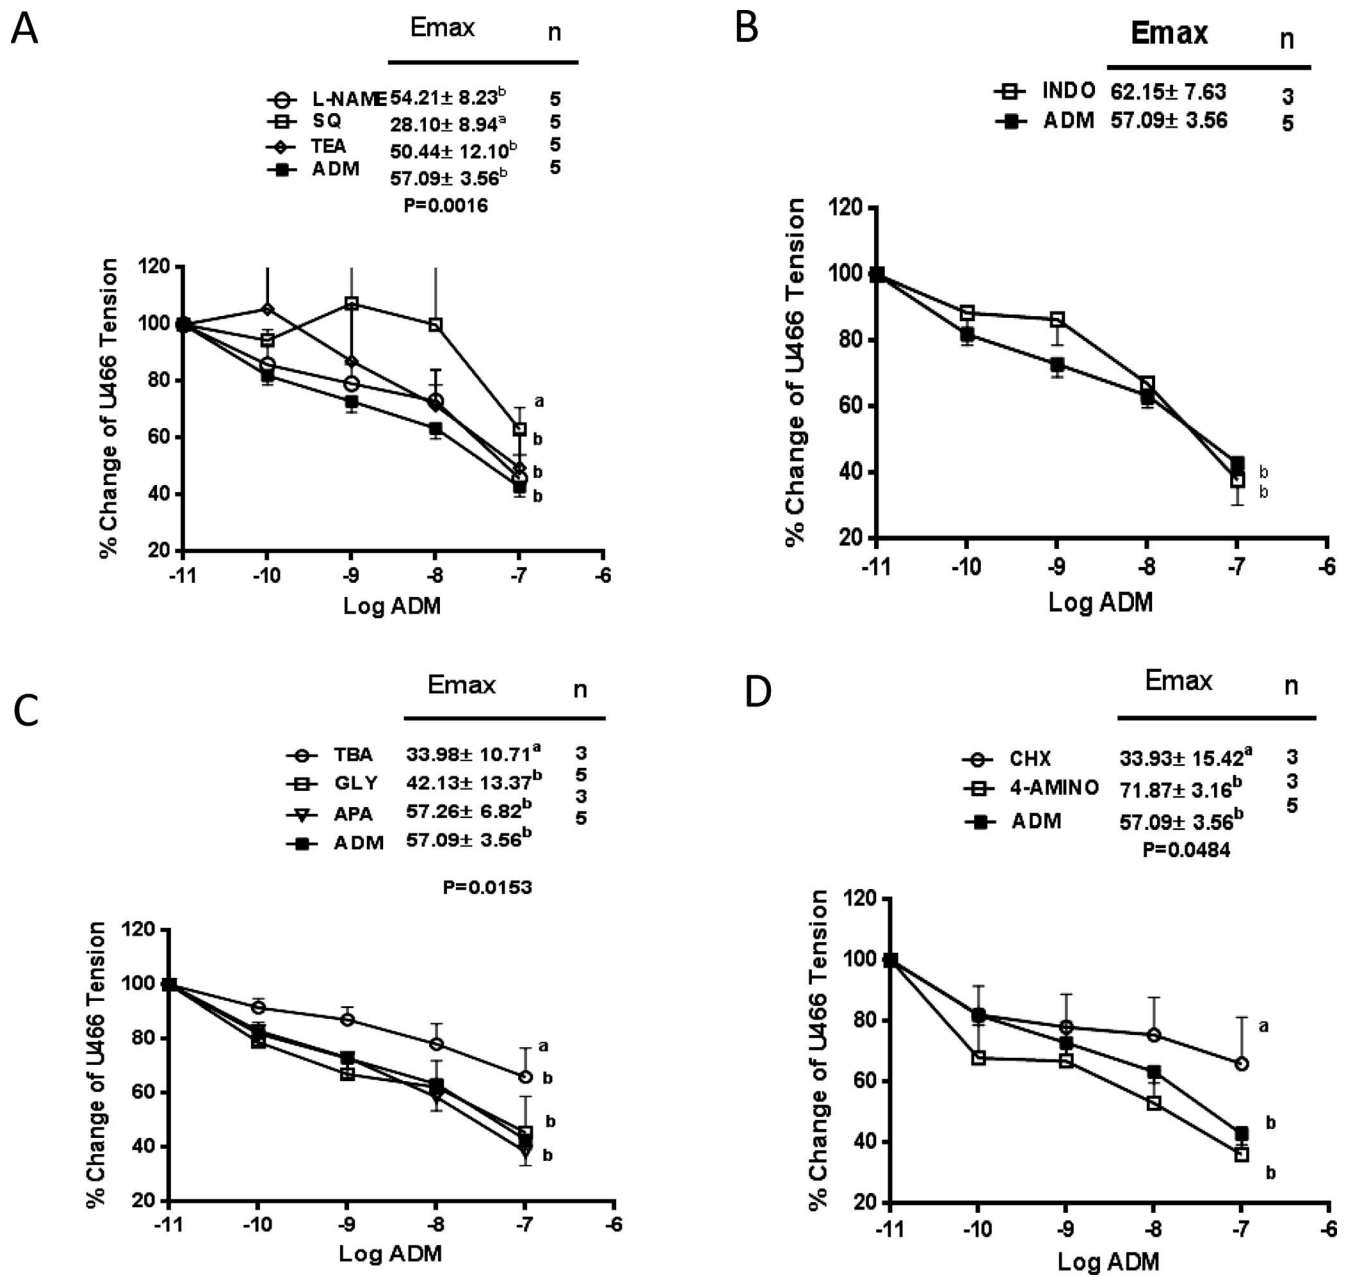 A
Emax n
L-NAME 54.21± 8.23b 5
SQ 28.10± 8.94a 5
TEA 50.44± 12.10b 5
ADM 57.09± 3.56b 5
P=0.0016
% Change of U466 Tension
120
100
80
60
40
20
a
b
b
b
-11 -10 -9 -8 -7 -6
Log ADM
B
Emax n
INDO 62.15± 7.63 3
ADM 57.09± 3.56 5
% Change of U466 Tension
120
100
80
60
40
20
b
b
-11 -10 -9 -8 -7 -6
Log ADM
C
Emax n
TBA 33.98± 10.71a 3
GLY 42.13± 13.37b 5
APA 57.26± 6.82b 3
ADM 57.09± 3.56b 5
P=0.0153
% Change of U466 Tension
120
100
80
60
40
20
a
b
b
b
-11 -10 -9 -8 -7 -6
Log ADM
D
Emax n
CHX 33.93± 15.42a 3
4-AMINO 71.87± 3.16b 3
ADM 57.09± 3.56b 5
P=0.0484
% Change of U466 Tension
120
100
80
60
40
20
a
b
b
-11 -10 -9 -8 -7 -6
Log ADM